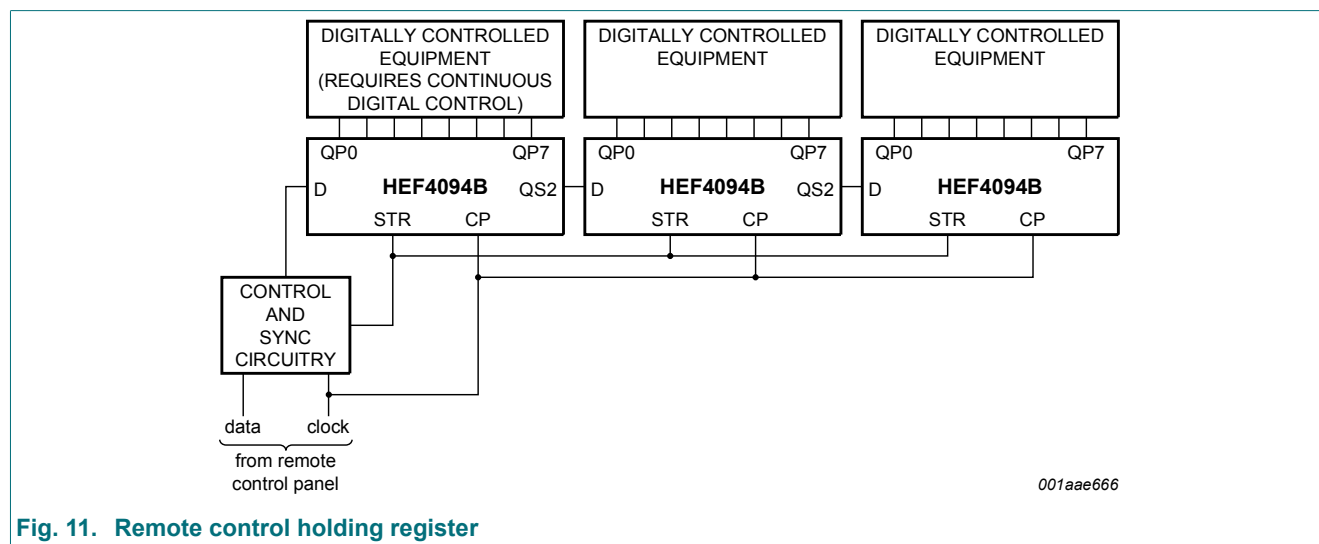 DIGITALLY CONTROLLED
EQUIPMENT
(REQUIRES CONTINUOUS
DIGITAL CONTROL)
DIGITALLY CONTROLLED
EQUIPMENT
DIGITALLY CONTROLLED
EQUIPMENT
QP0 QP7 QP0 QP7 QP0 QP7
D HEF4094B QS2 D HEF4094B QS2 D HEF4094B
STR CP STR CP STR CP
CONTROL
AND
SYNC
CIRCUITRY
data clock
from remote
control panel
001aae666
Fig. 11. Remote control holding register